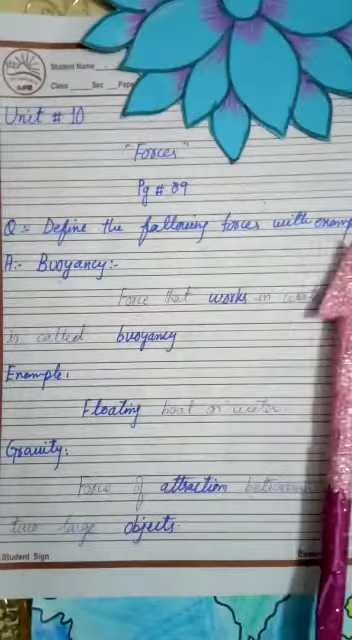 Student Name
Class Sec
Unit # 10
"Forces"
Pg # 89
Q = Define the following forces with examp
A:- Buoyancy:-
Force that works in
is called buoyancy
Example:
Floating boat on water.
Gravity:
Force of attraction between
two large objects.
Student Sign.